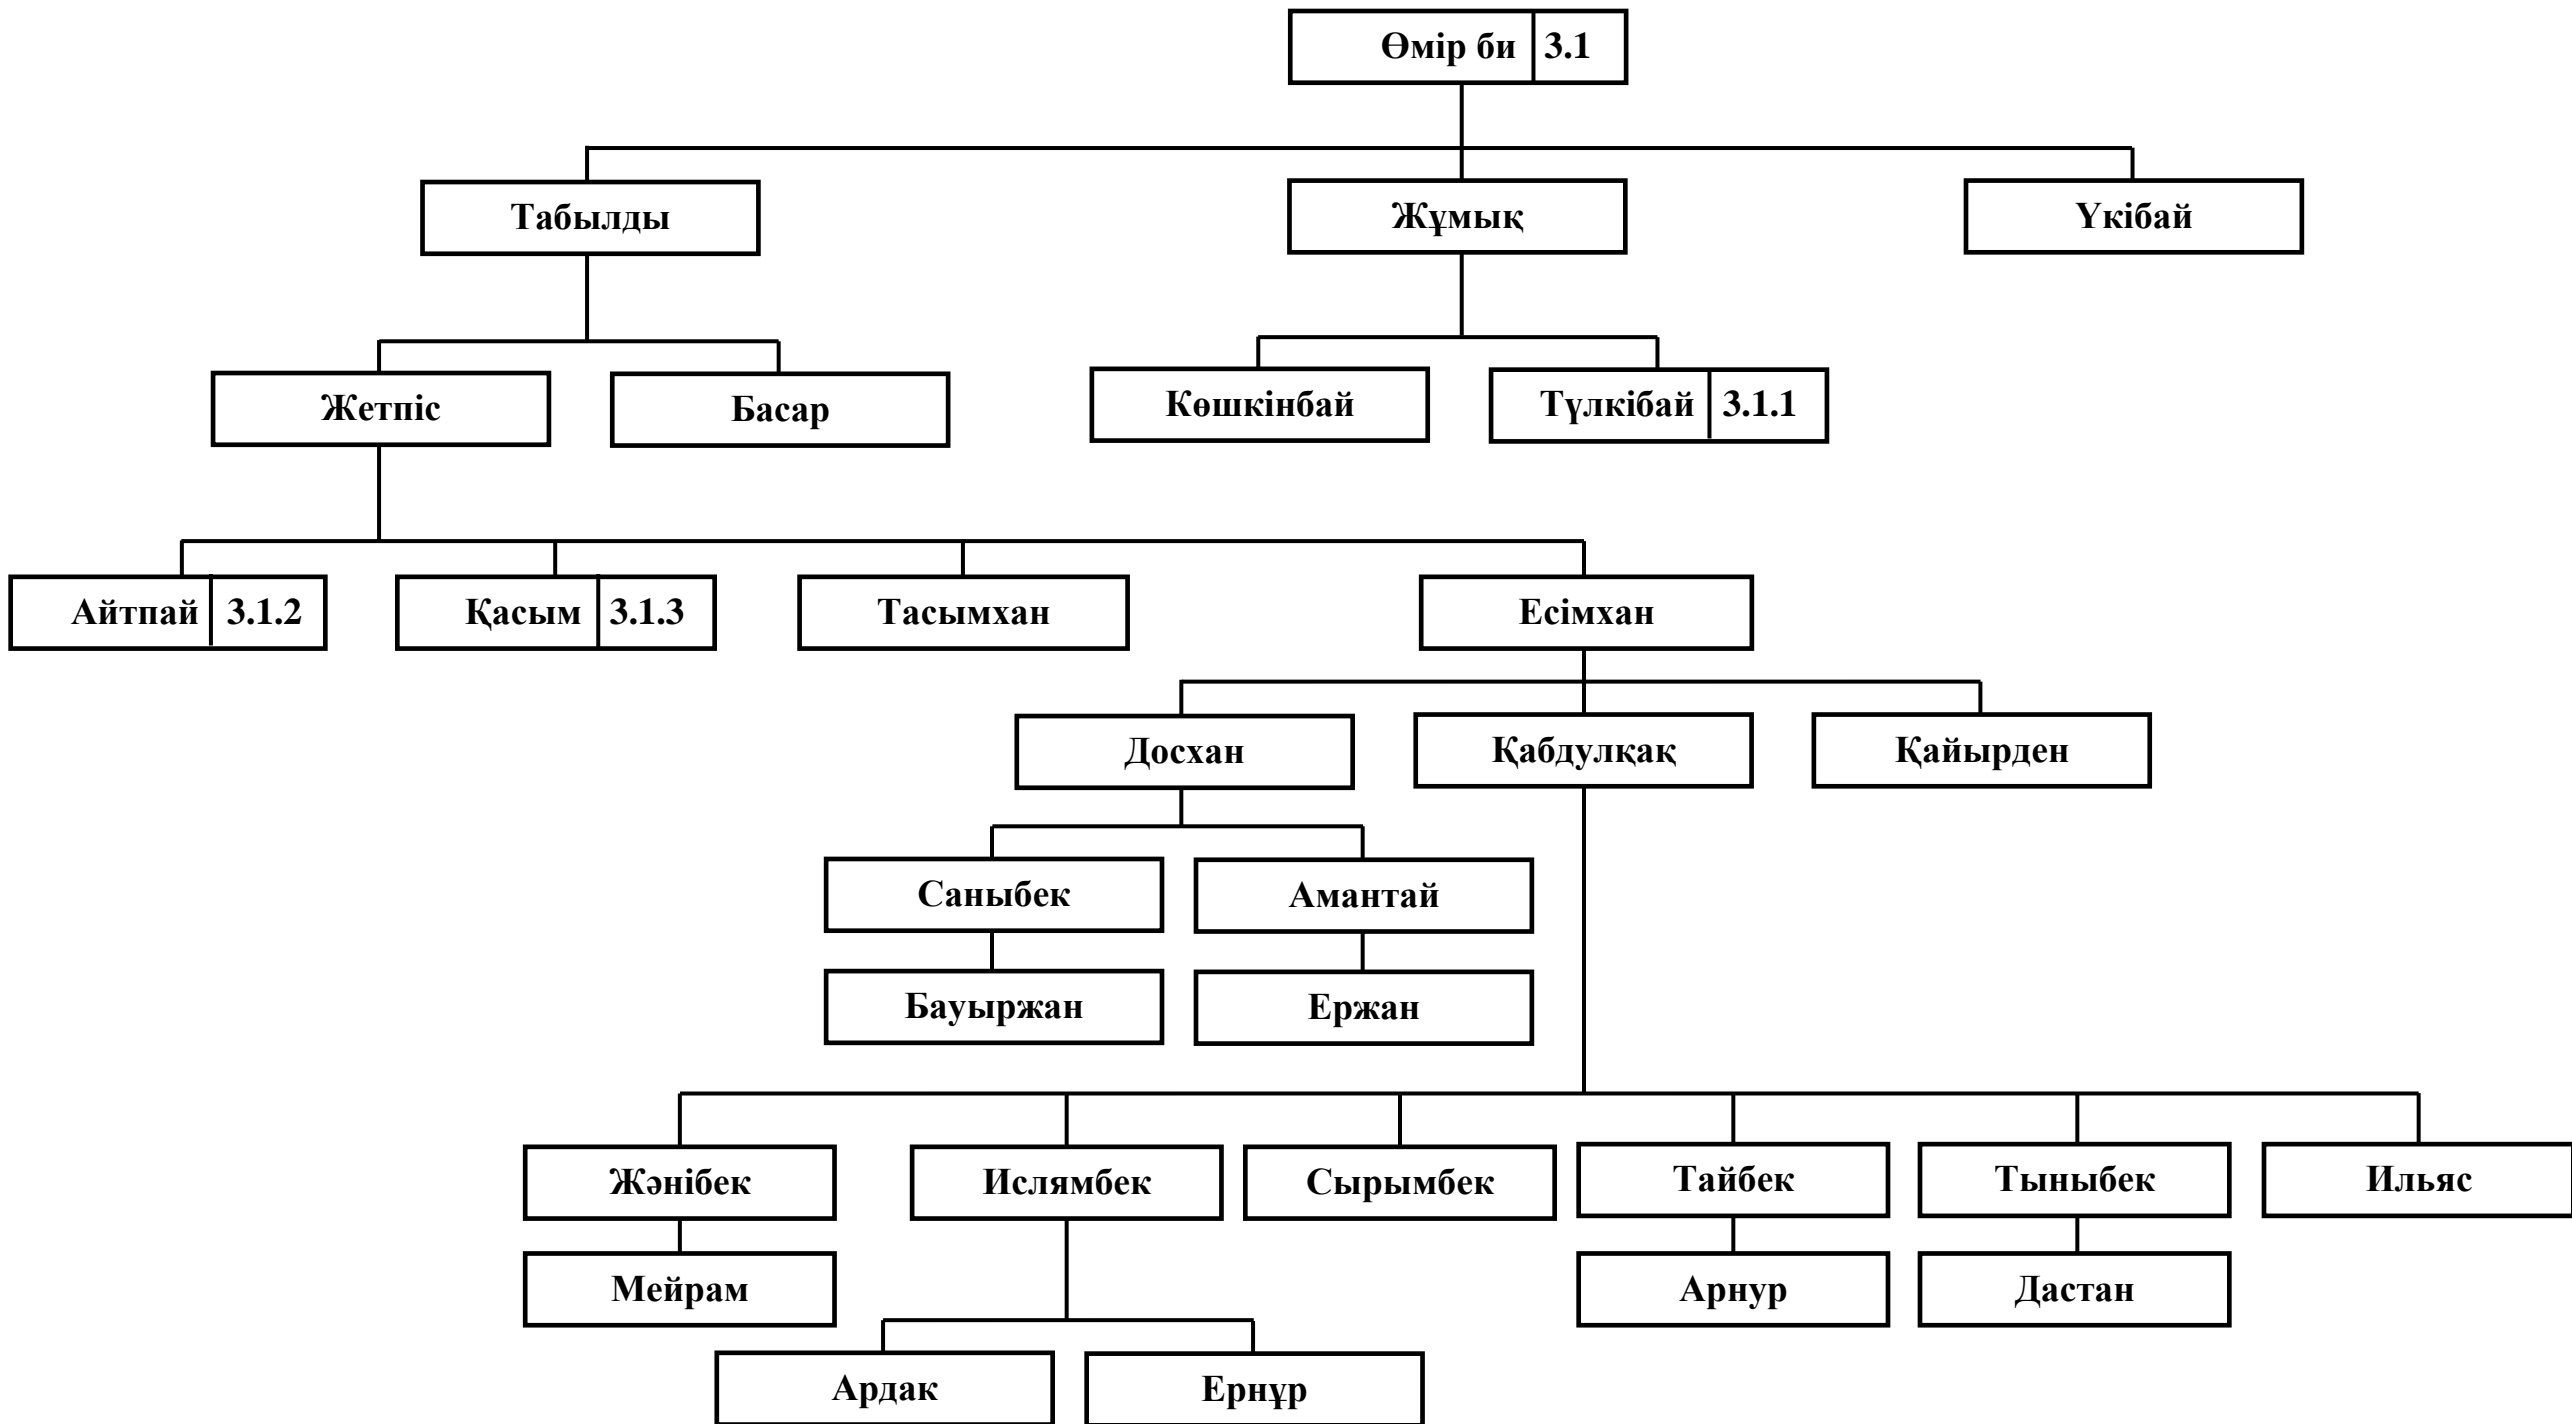 Өмір би 3.1
Табылды
Жұмық
Үкібай
Жетпіс
Басар
Көшкінбай
Түлкібай 3.1.1
Айтпай 3.1.2
Қасым 3.1.3
Тасымхан
Есімхан
Досхан
Қабдулқақ
Қайырден
Саныбек
Амантай
Бауыржан
Ержан
Жәнібек
Ислямбек
Сырымбек
Тайбек
Тыныбек
Ильяс
Мейрам
Арнур
Дастан
Ардак
Ернұр